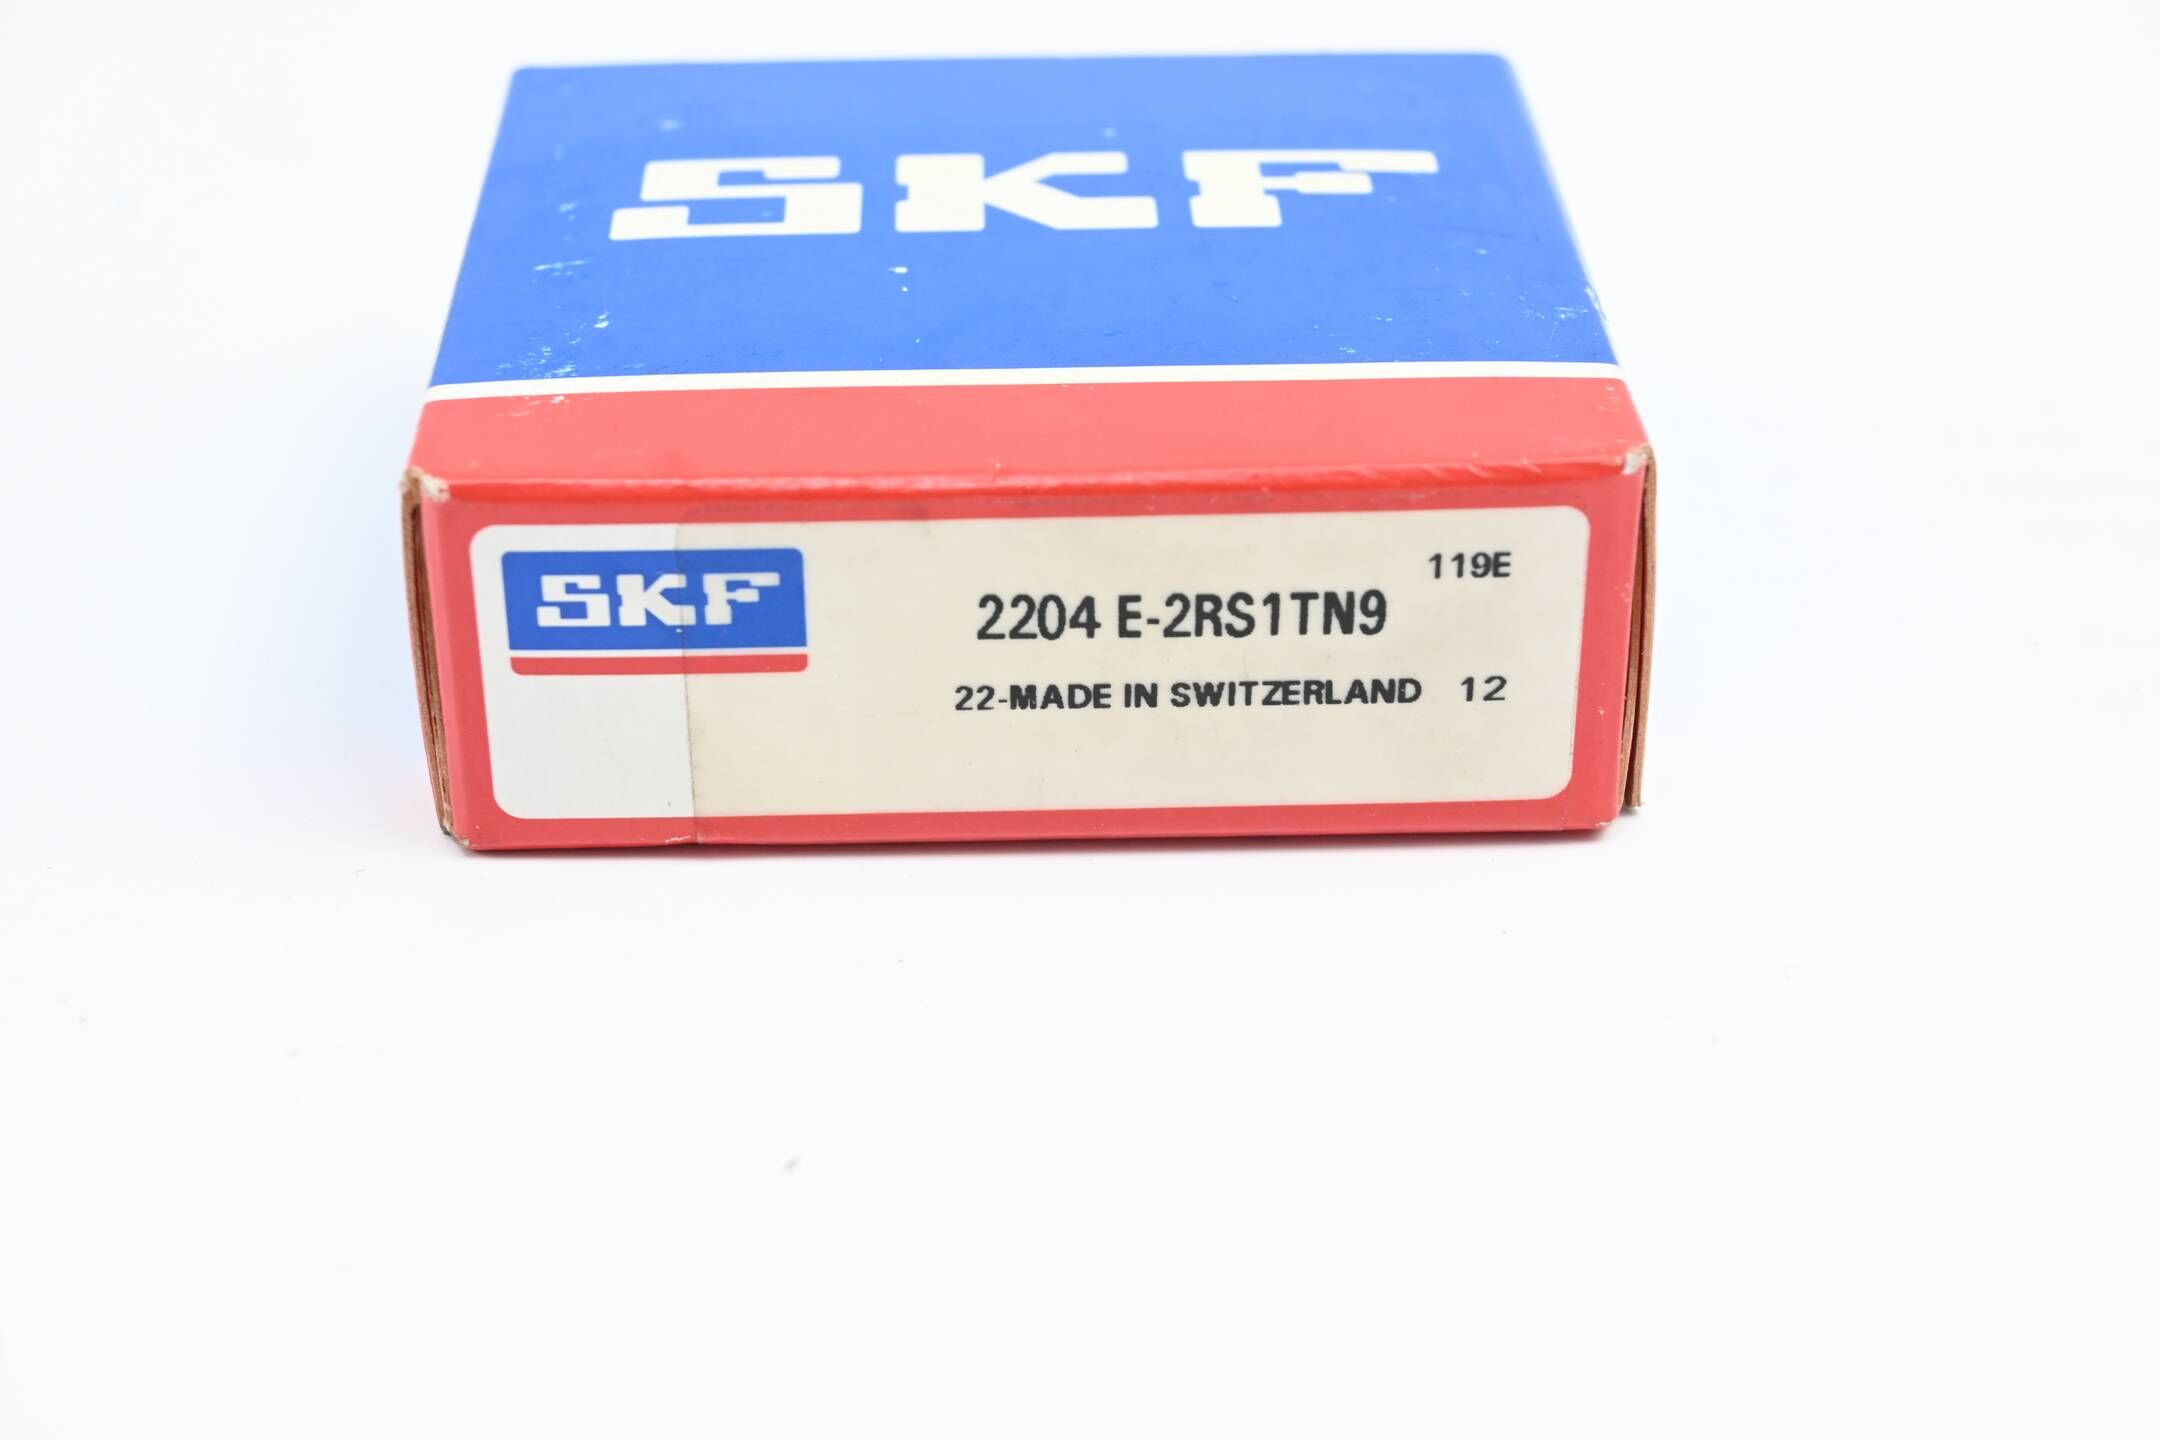 SKF
SKF
119E
2204 E-2RS1TN9
22-MADE IN SWITZERLAND 12